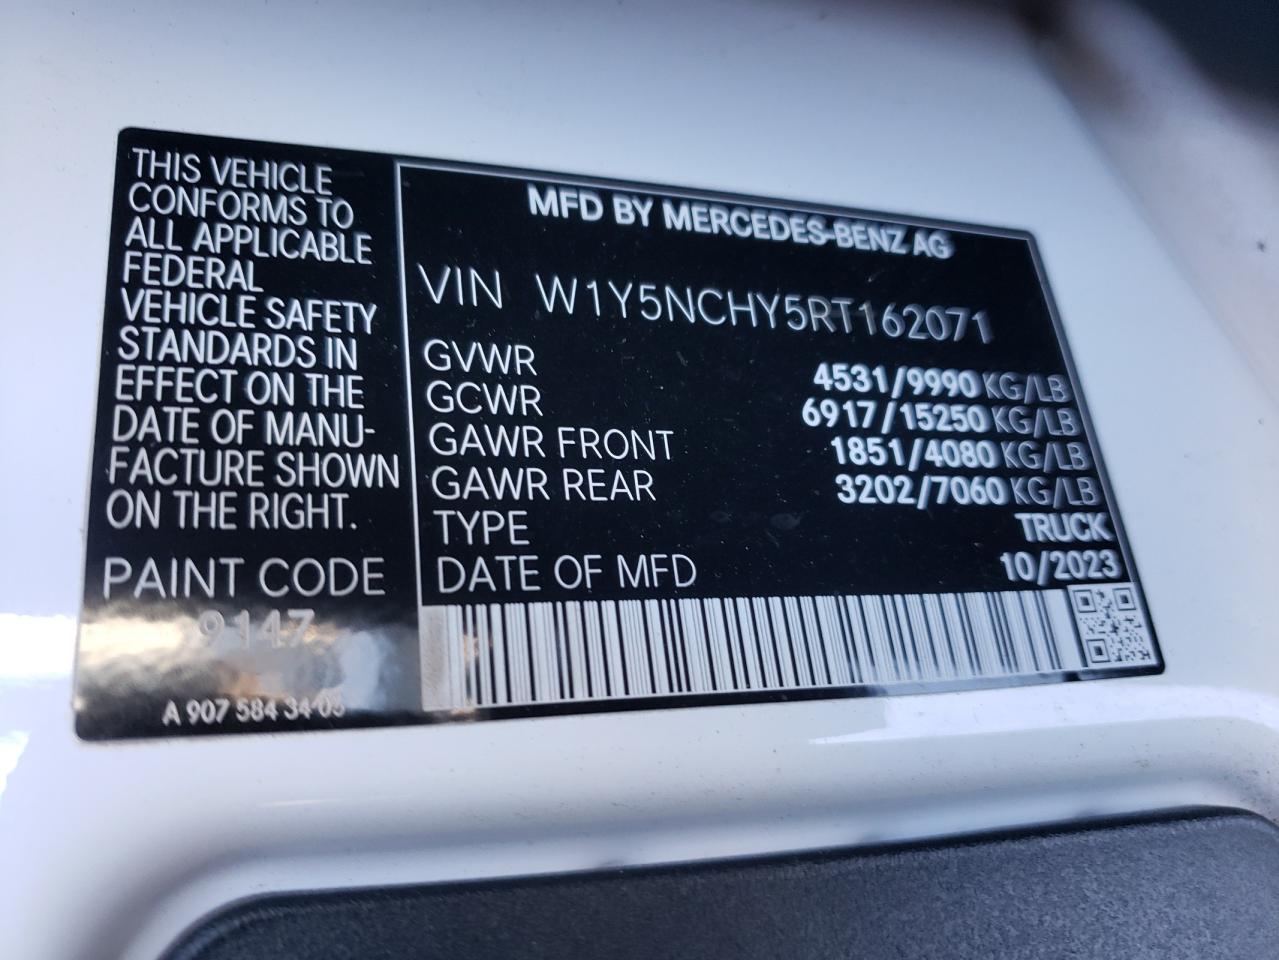 THIS VEHICLE
CONFORMS TO
ALL APPLICABLE
FEDERAL
VEHICLE SAFETY
STANDARDS IN
EFFECT ON THE
DATE OF MANU-
FACTURE SHOWN
ON THE RIGHT.
PAINT CODE
9147
A 907 584 34 05
MFD BY MERCEDES-BENZ AG
VIN W1Y5NCHY5RT162071
GVWR 4531/9990 KG/LB
GCWR 6917/15250 KG/LB
GAWR FRONT 1851/4080 KG/LB
GAWR REAR 3202/7060 KG/LB
TYPE TRUCK
DATE OF MFD 10/2023